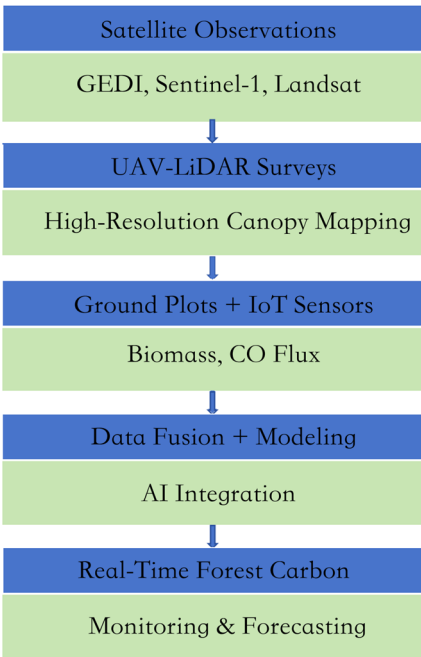 Satellite Observations
GEDI, Sentinel-1, Landsat
UAV-LiDAR Surveys
High-Resolution Canopy Mapping
Ground Plots + IoT Sensors
Biomass, CO Flux
Data Fusion + Modeling
AI Integration
Real-Time Forest Carbon
Monitoring & Forecasting